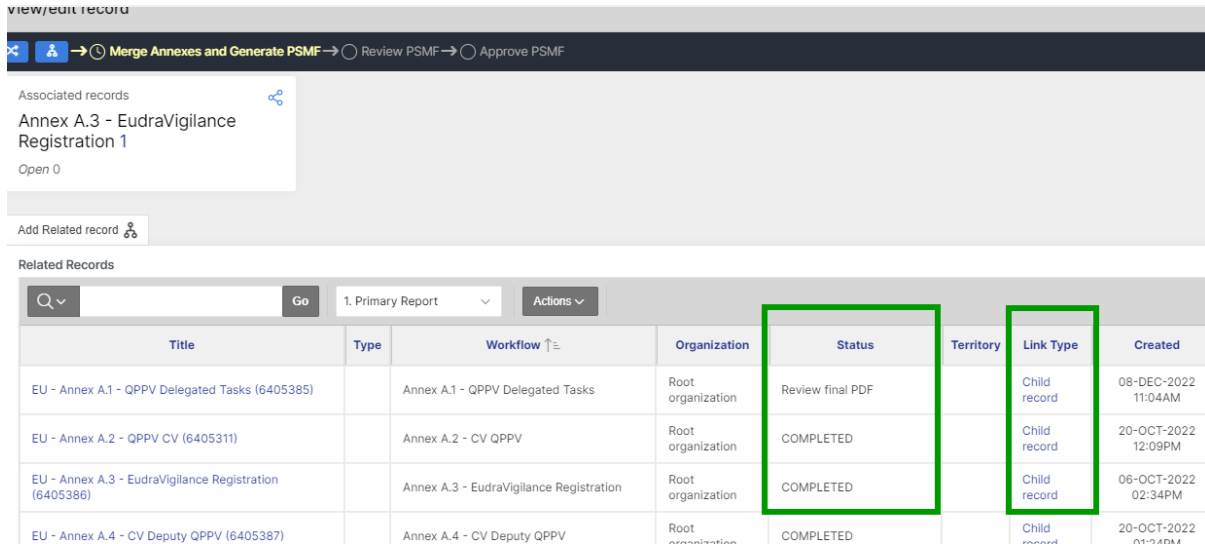 View/edit record
Merge Annexes and Generate PSMF → Review PSMF → Approve PSMF
Associated records
Annex A.3 - EudraVigilance
Registration 1
Open 0
Add Related record
Related Records
Go 1. Primary Report Actions
Title Type Workflow Organization Status Territory Link Type Created
EU - Annex A.1 - QPPV Delegated Tasks (6405385) Annex A.1 - QPPV Delegated Tasks Root organization Review final PDF Child record 08-DEC-2022 11:04AM
EU - Annex A.2 - QPPV CV (6405311) Annex A.2 - CV QPPV Root organization COMPLETED Child record 20-OCT-2022 12:09PM
EU - Annex A.3 - EudraVigilance Registration (6405386) Annex A.3 - EudraVigilance Registration Root organization COMPLETED Child record 06-OCT-2022 02:34PM
EU - Annex A.4 - CV Deputy QPPV (6405387) Annex A.4 - CV Deputy QPPV Root organization COMPLETED Child record 20-OCT-2022 01:24PM